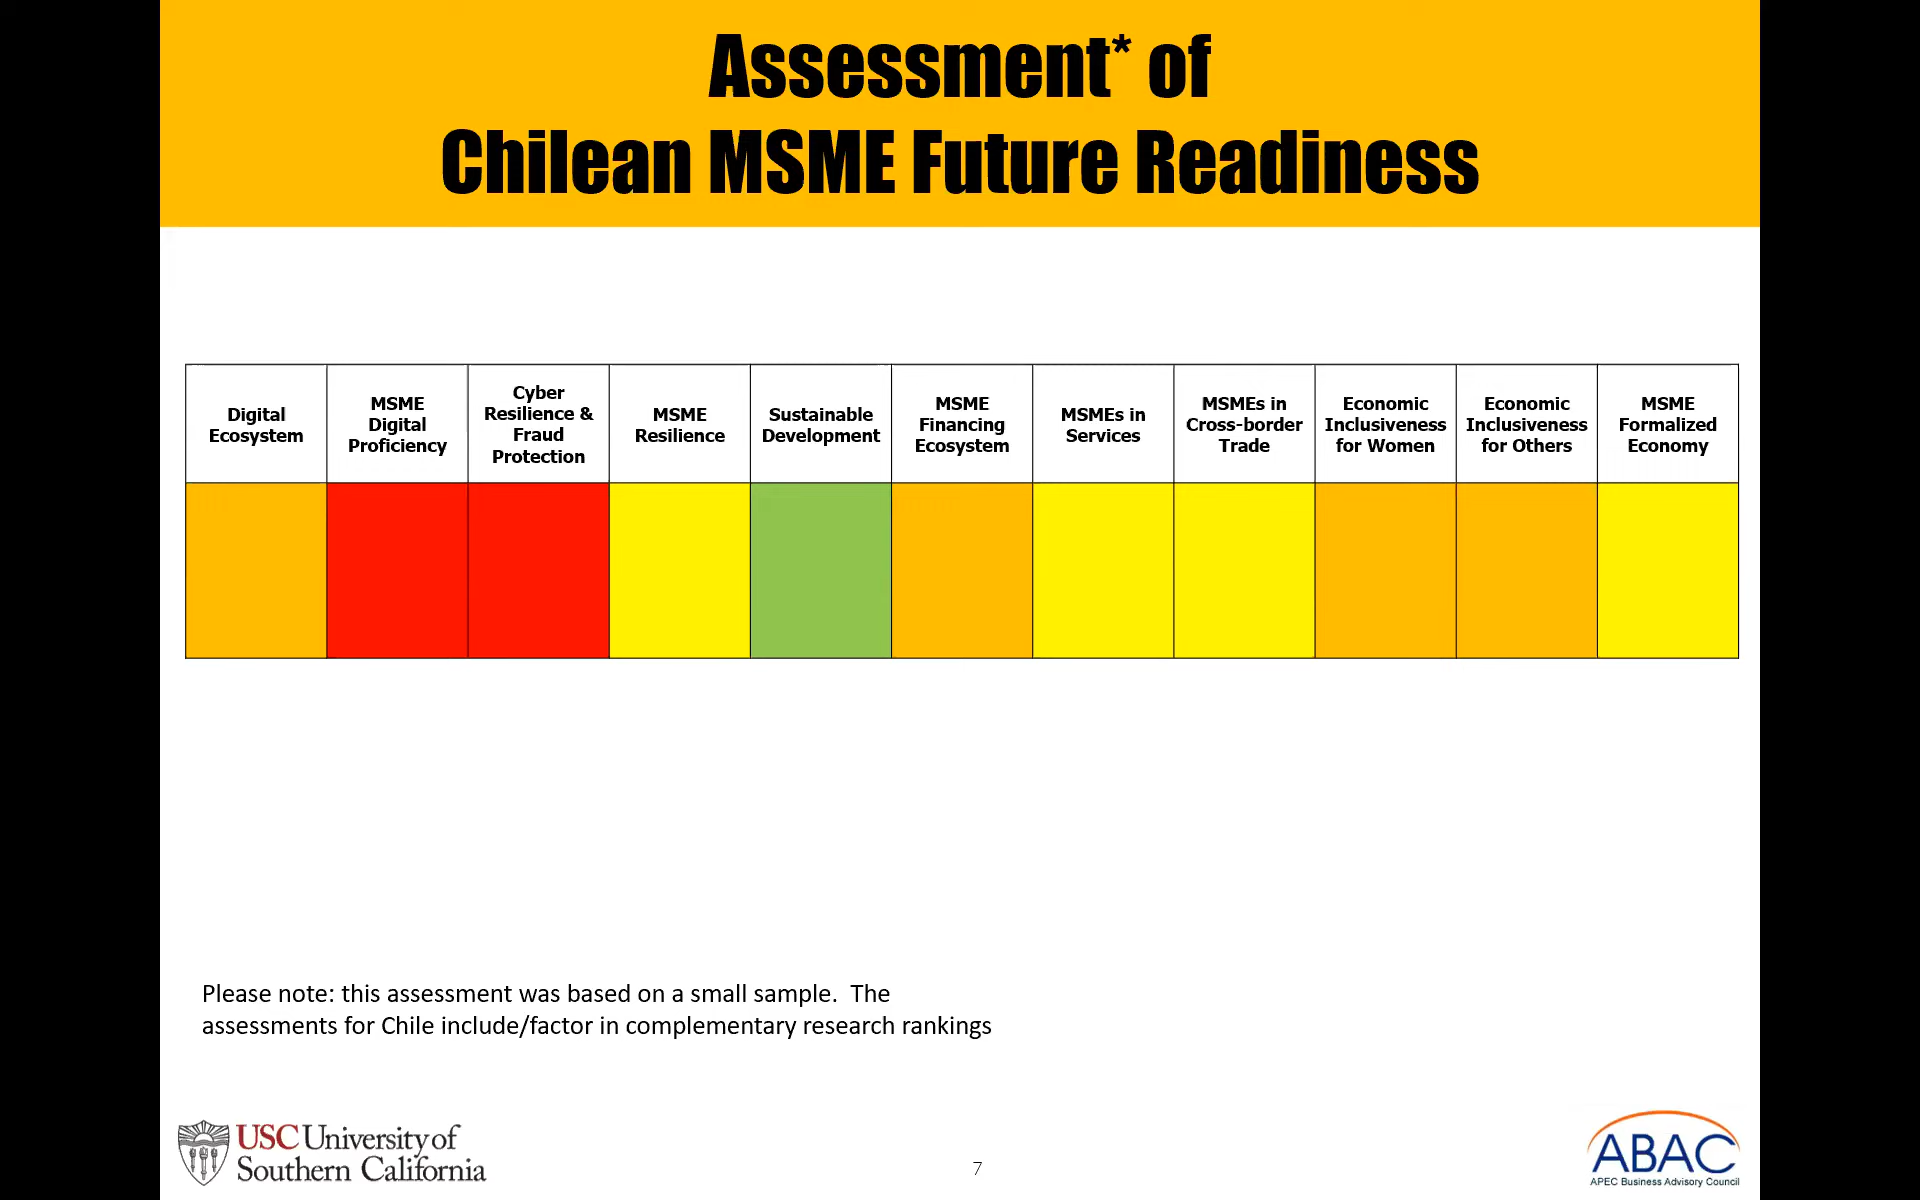 Assessment* of
Chilean MSME Future Readiness
Digital
Ecosystem
MSME
Digital
Proficiency
Cyber
Resilience &
Fraud
Protection
MSME
Resilience
Sustainable
Development
MSME
Financing
Ecosystem
MSMEs in
Services
MSMEs in
Cross-border
Trade
Economic
Inclusiveness
for Women
Economic
Inclusiveness
for Others
MSME
Formalized
Economy
Please note: this assessment was based on a small sample.  The
assessments for Chile include/factor in complementary research rankings
USC University of
Southern California
7
ABAC
APEC Business Advisory Council